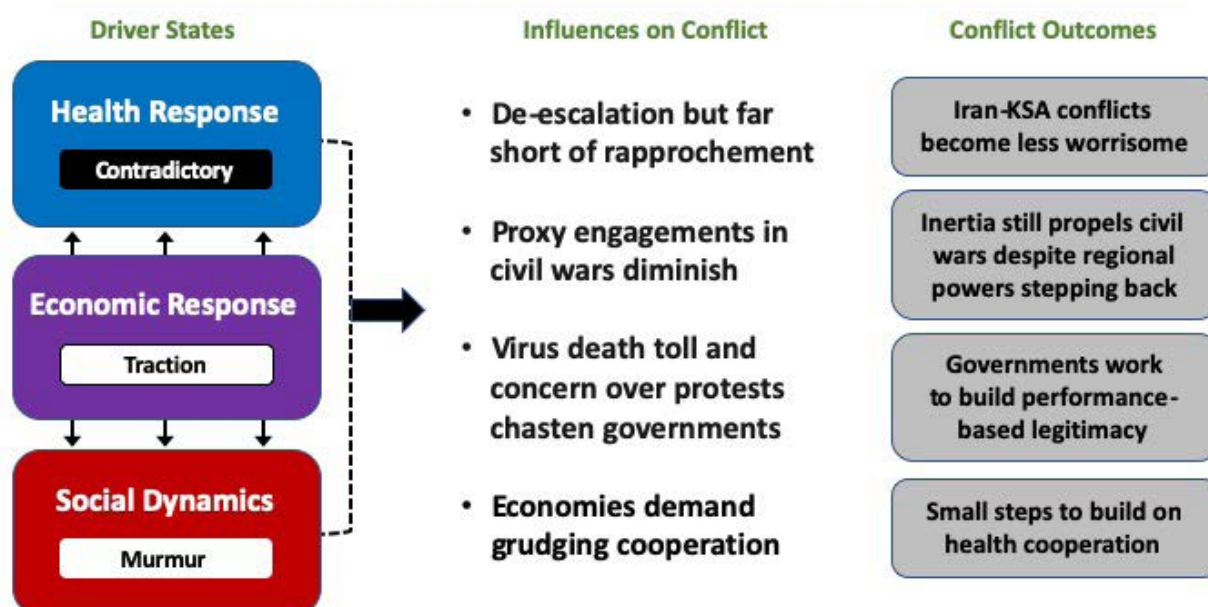 Driver States
Health Response
Contradictory
Economic Response
Traction
Social Dynamics
Murmur
Influences on Conflict
• De-escalation but far
short of rapprochement
• Proxy engagements in
civil wars diminish
• Virus death toll and
concern over protests
chasten governments
• Economies demand
grudging cooperation
Conflict Outcomes
Iran-KSA conflicts
become less worrisome
Inertia still propels civil
wars despite regional
powers stepping back
Governments work
to build performance-
based legitimacy
Small steps to build on
health cooperation